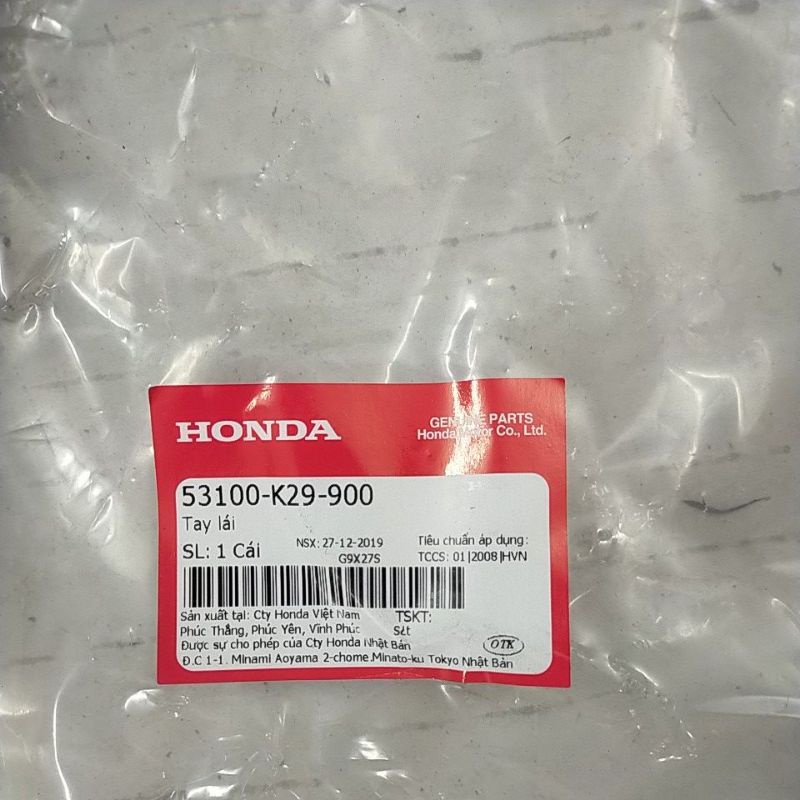 HONDA
GENUINE PARTS
Honda Motor Co., Ltd.
53100-K29-900
Tay lái
SL: 1 Cái
NSX: 27-12-2019
G9X27S
Tiêu chuẩn áp dụng:
TCCS: 01|2008|HVN
Sản xuất tại: Cty Honda Việt Nam
TSKT:
Phúc Thắng, Phúc Yên, Vĩnh Phúc
Sắt
Được sự cho phép của Cty Honda Nhật Bản
OTK
Đ.C 1-1. Minami Aoyama 2-chome.Minato-ku Tokyo Nhật Bản